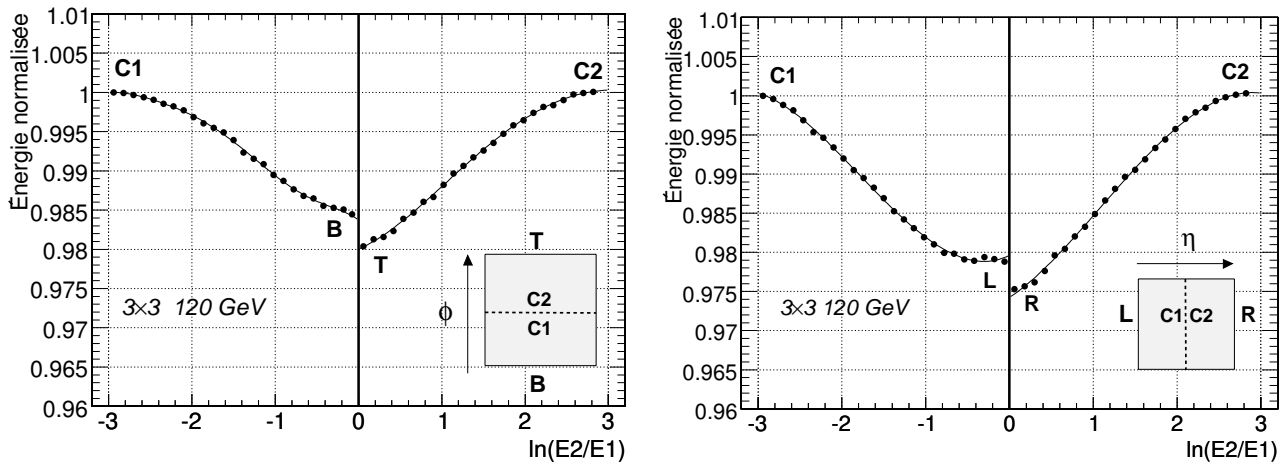 Énergie normalisée
1.01
1.005
1
0.995
0.99
0.985
0.98
0.975
0.97
0.965
0.96
C1
C2
B
T
T
C2
C1
B
ϕ
3×3 120 GeV
-3 -2 -1 0 1 2 3
ln(E2/E1)
Énergie normalisée
1.01
1.005
1
0.995
0.99
0.985
0.98
0.975
0.97
0.965
0.96
C1
C2
L
R
η
L C1 C2 R
3×3 120 GeV
-3 -2 -1 0 1 2 3
ln(E2/E1)